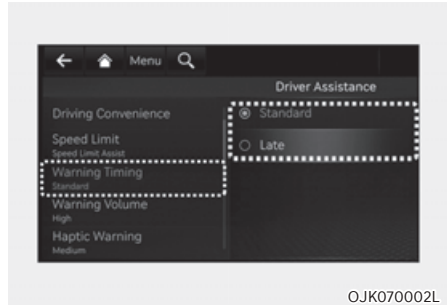 Menu
Driver Assistance
Driving Convenience
Speed Limit
Speed Limit Assist
Warning Timing
Standard
Warning Volume
High
Haptic Warning
Medium
Standard
Late
OJK070002L